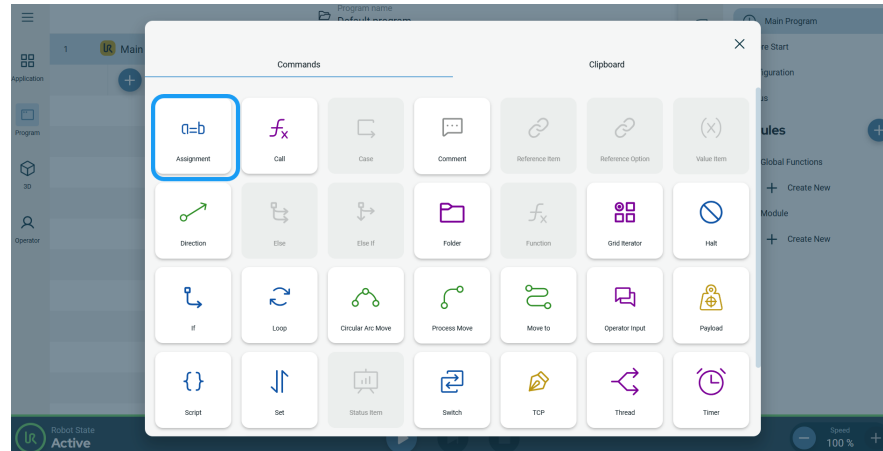 Program name
Default program
Main Program
1
UR
Main
Application
Program
3D
Operator
Commands
Clipboard
a=b
Assignment
Call
Case
Comment
Reference Item
Reference Option
(x)
Value Item
Direction
Else
Else If
Folder
Function
Grid Iterator
Halt
If
Loop
Circular Arc Move
Process Move
Move to
Operator Input
Payload
{ }
Script
Set
Status Item
Switch
TCP
Thread
Timer
Global Functions
Create New
Module
Create New
UR
Robot State
Active
Speed
100 %